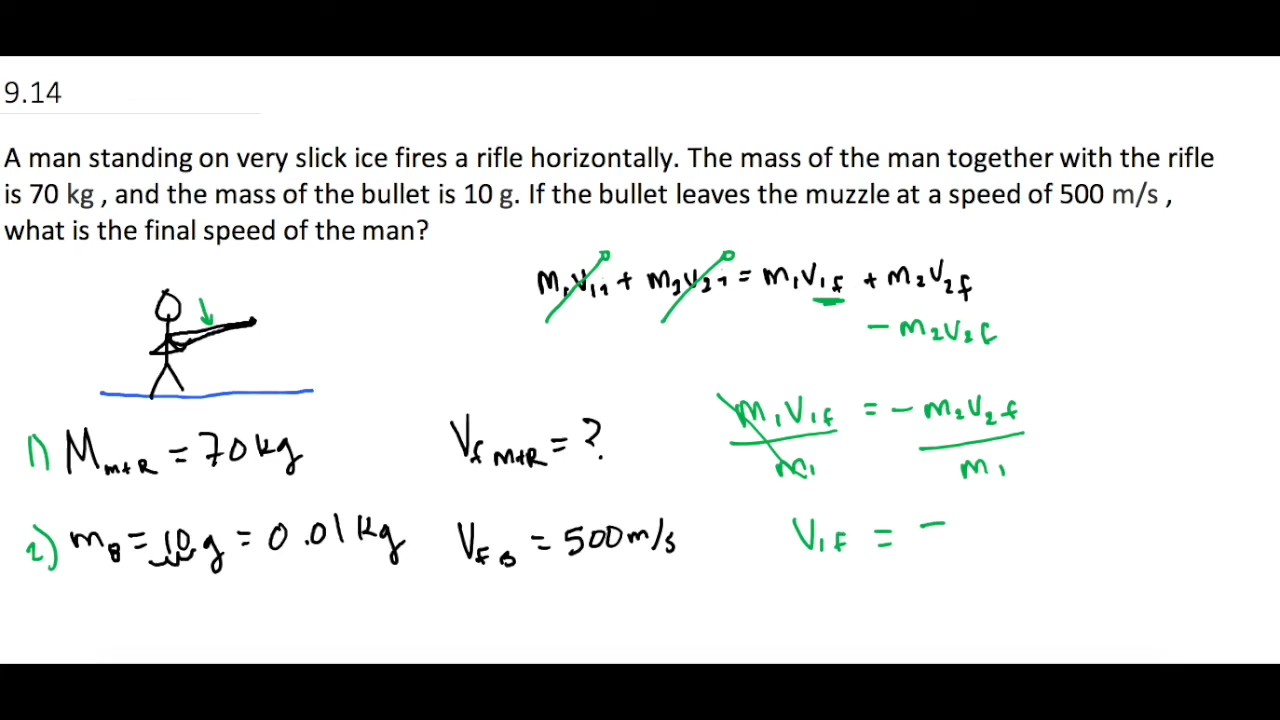 9.14
A man standing on very slick ice fires a rifle horizontally. The mass of the man together with the rifle
is 70 kg , and the mass of the bullet is 10 g. If the bullet leaves the muzzle at a speed of 500 m/s ,
what is the final speed of the man?
m₁v₁ᵢ + m₂v₂ᵢ = m₁v₁f + m₂v₂f
- m₂v₂f
m₁v₁f = - m₂v₂f
m₁ m₁
1) Mm+R = 70kg Vf M+R = ?
2) mB = 10g = 0.01kg Vf B = 500m/s
V₁f = -